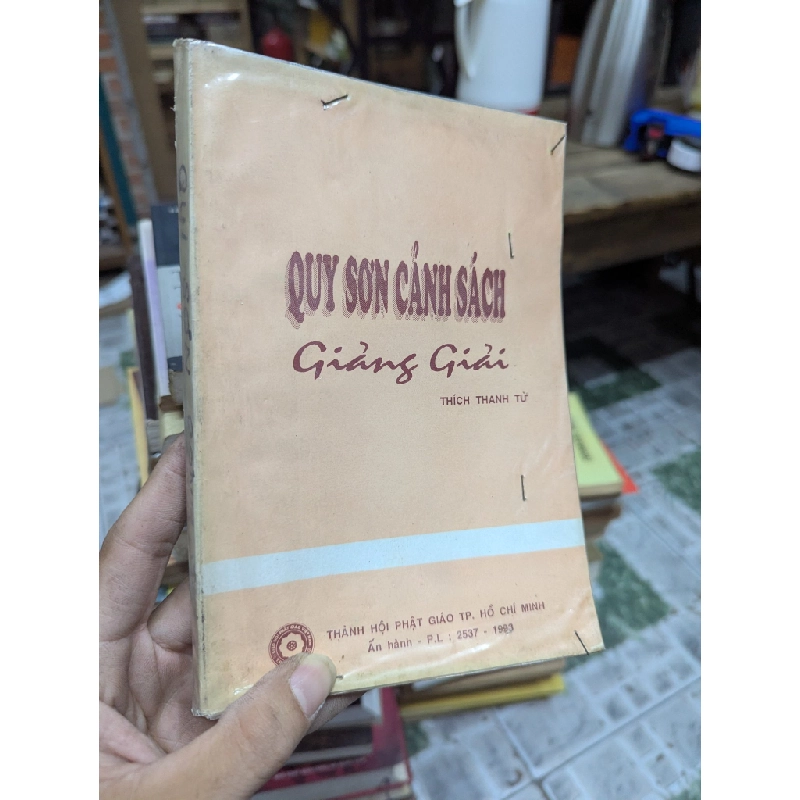 QUY SƠN CẢNH SÁCH
Giảng Giải
THÍCH THANH TỪ
THÀNH HỘI PHẬT GIÁO TP. HỒ CHÍ MINH
Ấn hành - P.L : 2537 - 1993